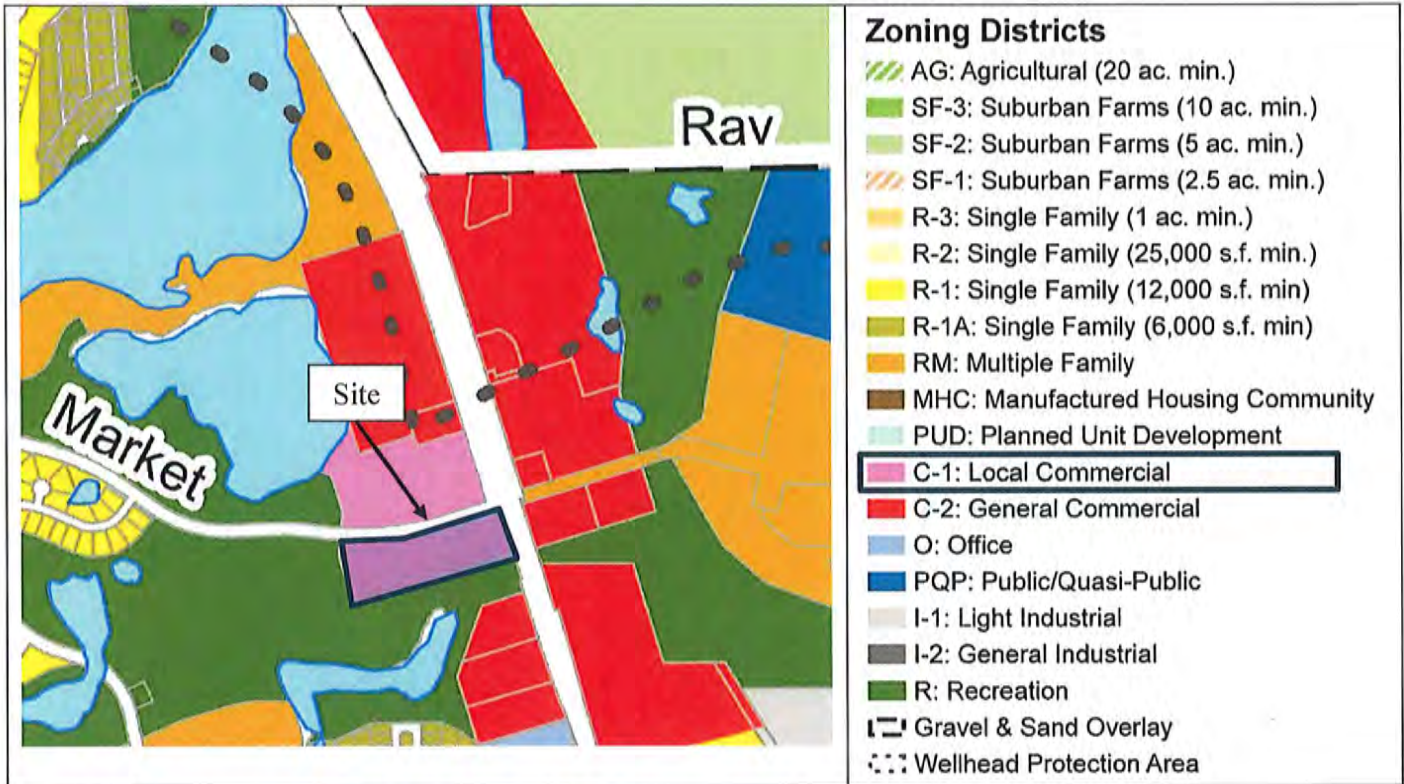 Rav
Site
Market
Zoning Districts
AG: Agricultural (20 ac. min.)
SF-3: Suburban Farms (10 ac. min.)
SF-2: Suburban Farms (5 ac. min.)
SF-1: Suburban Farms (2.5 ac. min.)
R-3: Single Family (1 ac. min.)
R-2: Single Family (25,000 s.f. min.)
R-1: Single Family (12,000 s.f. min)
R-1A: Single Family (6,000 s.f. min)
RM: Multiple Family
MHC: Manufactured Housing Community
PUD: Planned Unit Development
C-1: Local Commercial
C-2: General Commercial
O: Office
PQP: Public/Quasi-Public
I-1: Light Industrial
I-2: General Industrial
R: Recreation
Gravel & Sand Overlay
Wellhead Protection Area